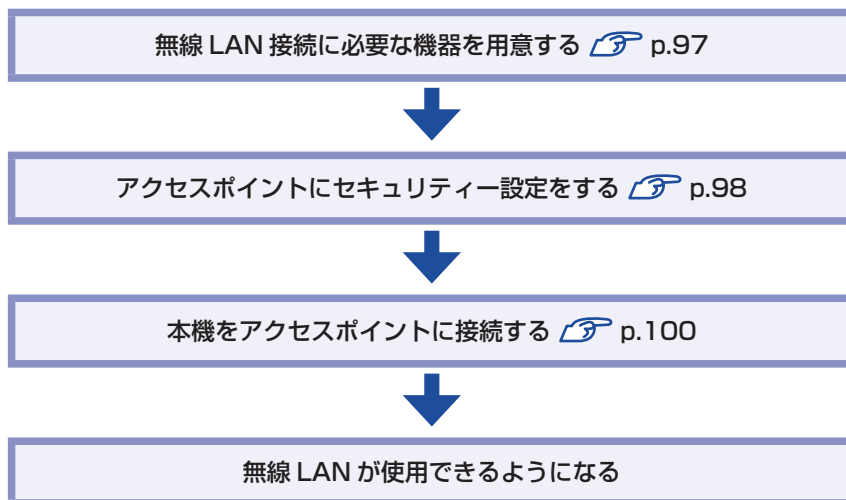 無線 LAN 接続に必要な機器を用意する p.97
アクセスポイントにセキュリティー設定をする p.98
本機をアクセスポイントに接続する p.100
無線 LAN が使用できるようになる